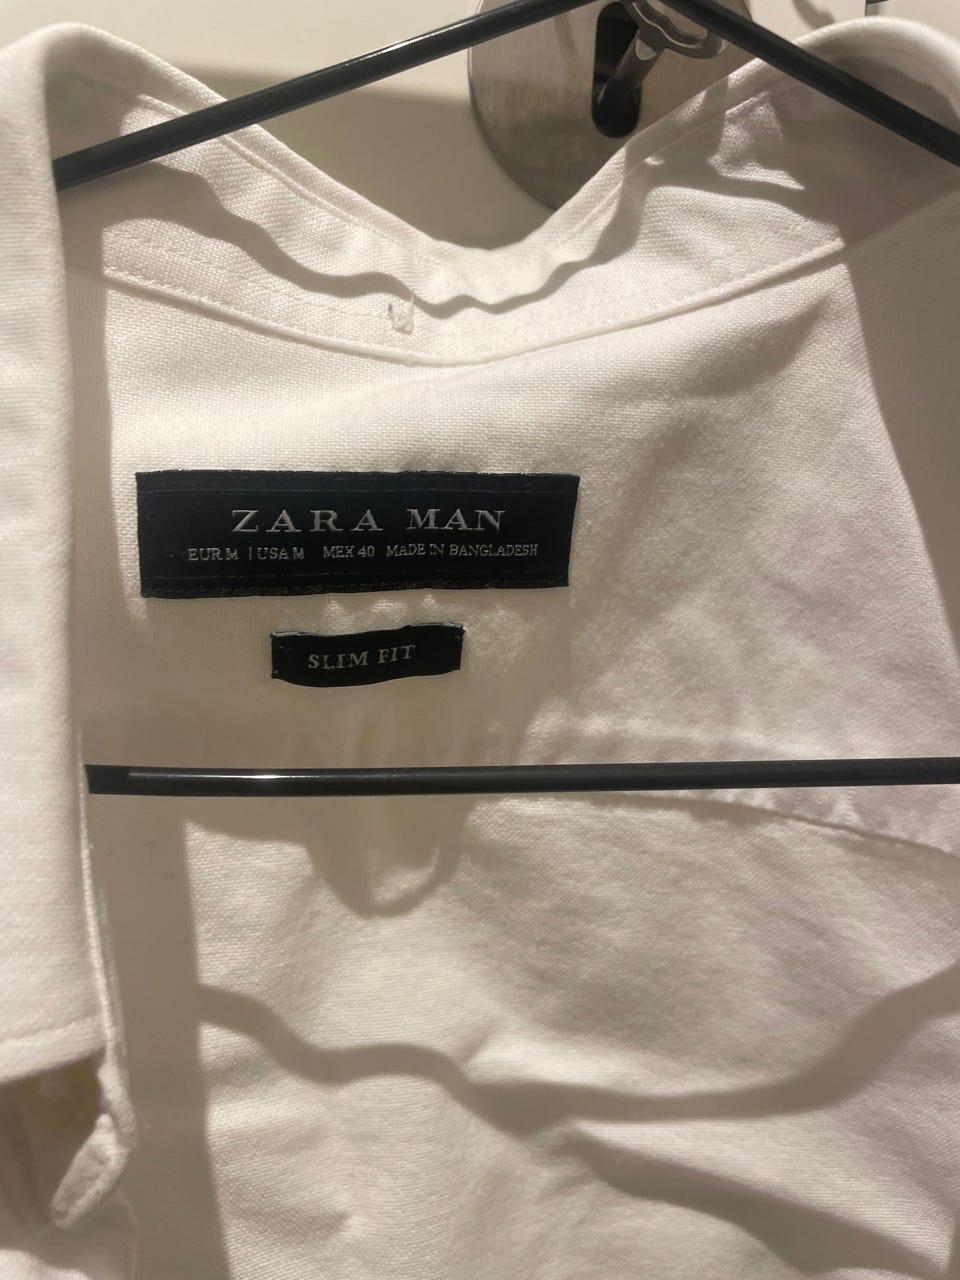 ZARA MAN
EUR M | USA M MEX 40 MADE IN BANGLADESH
SLIM FIT